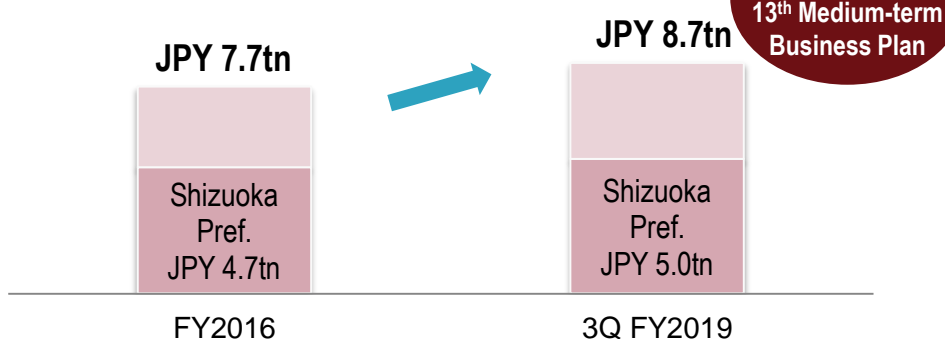 13th Medium-term
Business Plan
JPY 7.7tn
JPY 8.7tn
Shizuoka
Pref.
JPY 4.7tn
Shizuoka
Pref.
JPY 5.0tn
FY2016
3Q FY2019